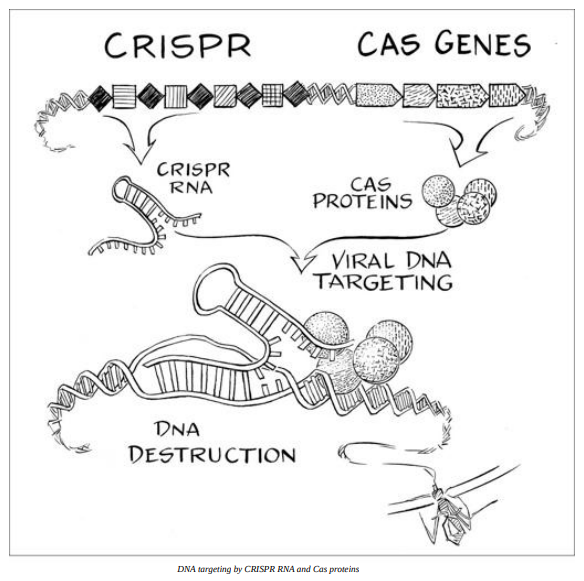 CRISPR
CAS GENES
CRISPR
RNA
CAS
PROTEINS
VIRAL DNA
TARGETING
DNA
DESTRUCTION
DNA targeting by CRISPR RNA and Cas proteins